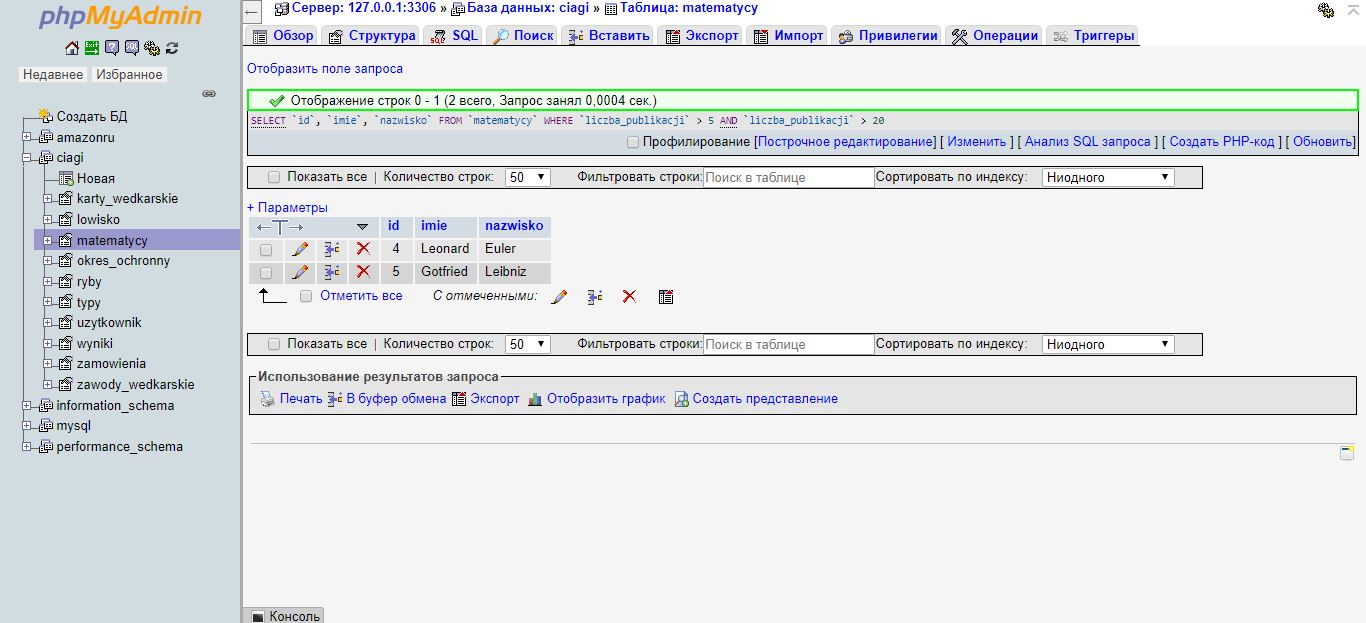 phpMyAdmin
Недавнее Избранное
Создать БД
amazonru
ciagi
Новая
karty_wedkarskie
lowisko
matematycy
okres_ochronny
ryby
typy
uzytkownik
wyniki
zamowienia
zawody_wedkarskie
information_schema
mysql
performance_schema
Сервер: 127.0.0.1:3306 » База данных: ciagi » Таблица: matematycy
Обзор Структура SQL Поиск Вставить Экспорт Импорт Привилегии Операции Триггеры
Отобразить поле запроса
Отображение строк 0 - 1 (2 всего, Запрос занял 0,0004 сек.)
SELECT `id`, `imie`, `nazwisko` FROM `matematycy` WHERE `liczba_publikacji` > 5 AND `liczba_publikacji` > 20
Профилирование [Построчное редактирование] [ Изменить ] [ Анализ SQL запроса ] [ Создать PHP-код ] [ Обновить]
Показать все | Количество строк: 50 Фильтровать строки: Поиск в таблице Сортировать по индексу: Ниодного
+ Параметры
←T→ id imie nazwisko
4 Leonard Euler
5 Gotfried Leibniz
Отметить все С отмеченными:
Показать все | Количество строк: 50 Фильтровать строки: Поиск в таблице Сортировать по индексу: Ниодного
Использование результатов запроса
Печать В буфер обмена Экспорт Отобразить график Создать представление
Консоль